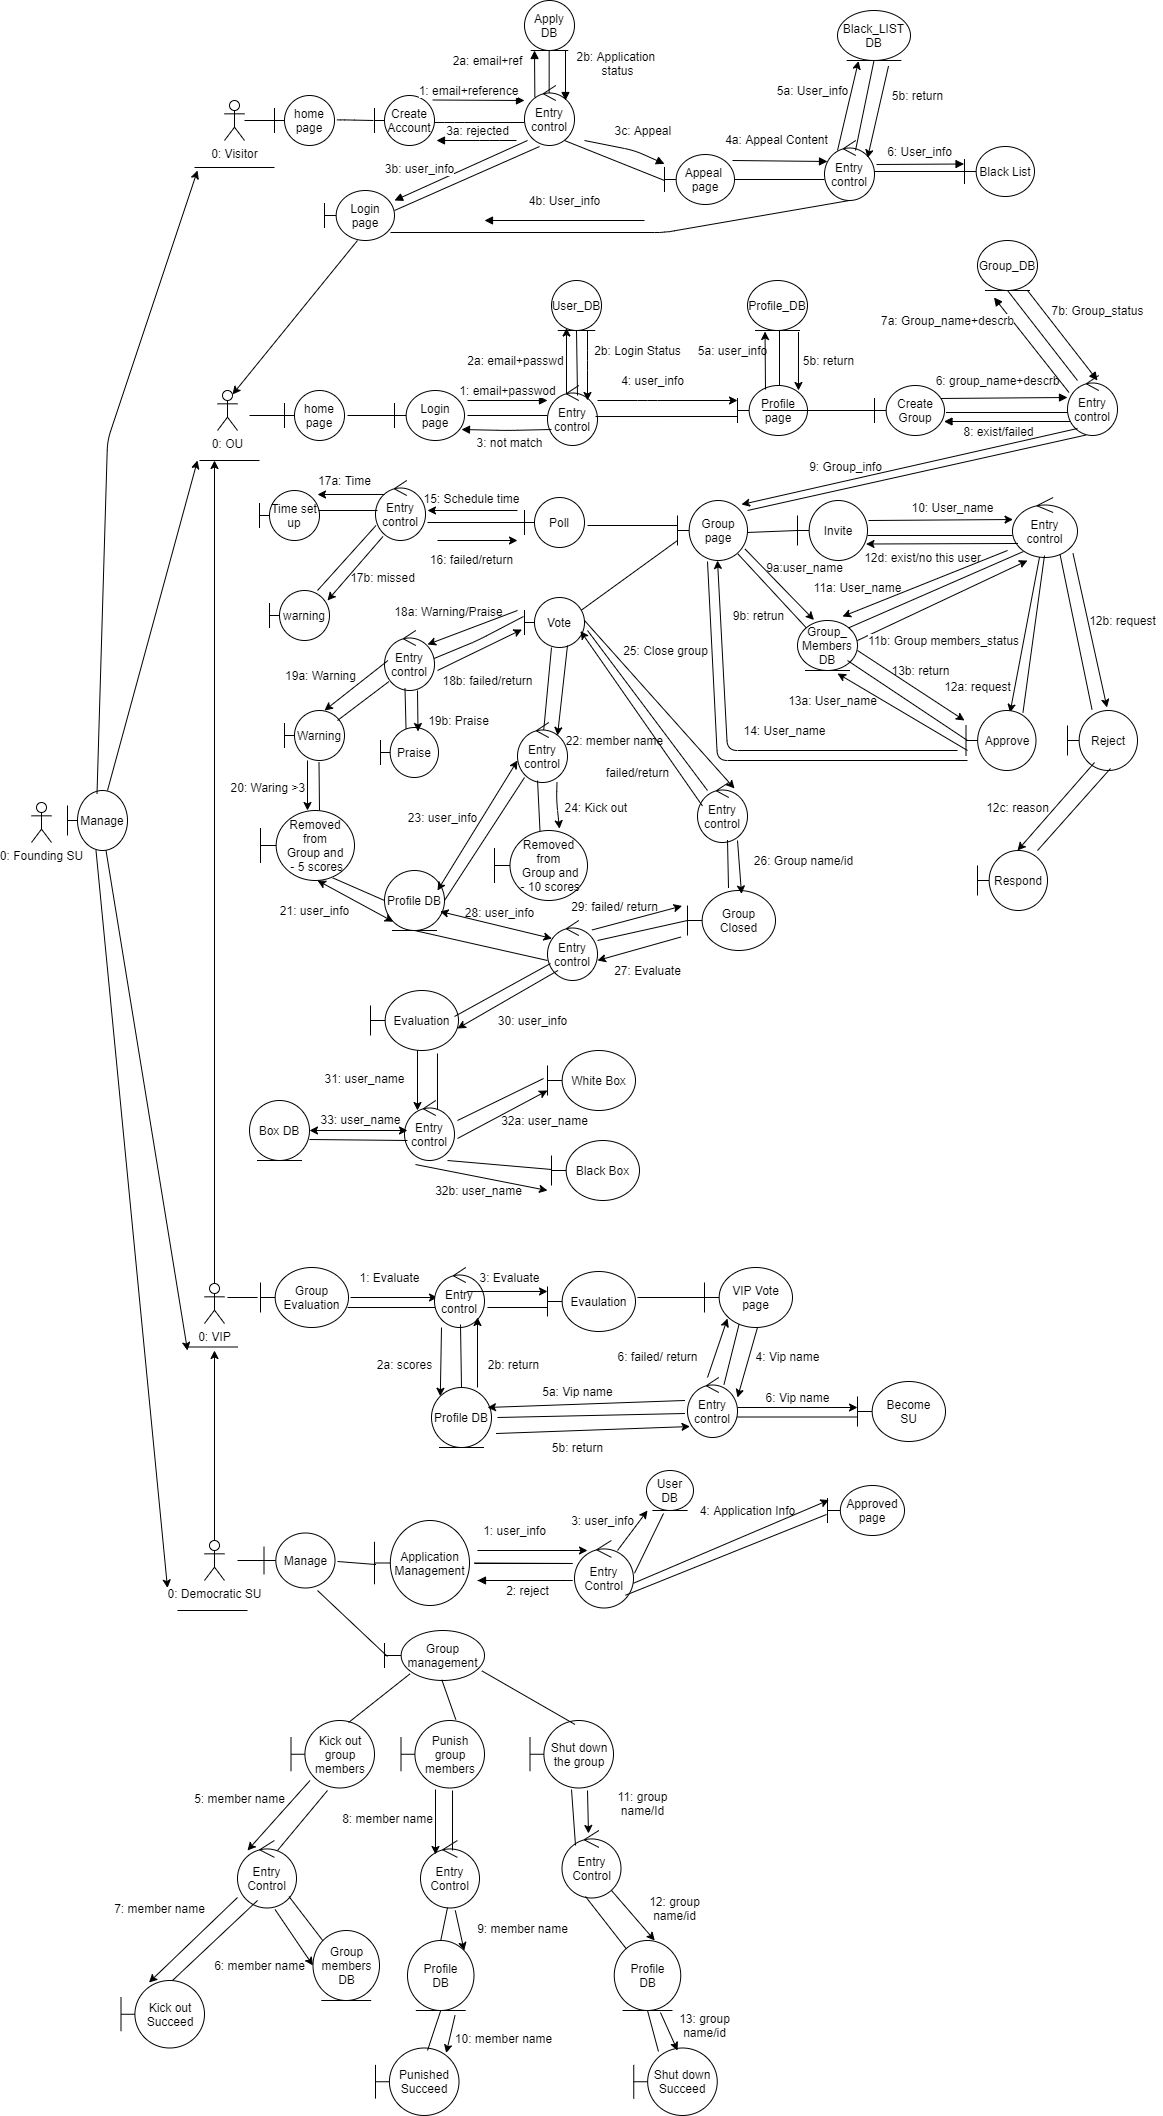 Apply
DB
Black_LIST
DB
2a: email+ref
2b: Application
status
5a: User_info
5b: return
1: email+reference
home
page
Create
Account
Entry
control
3a: rejected
3c: Appeal
4a: Appeal Content
0: Visitor
3b: user_info
Appeal
page
Entry
control
6: User_info
Black List
Login
page
4b: User_info
Group_DB
User_DB
Profile_DB
7a: Group_name+descrb
7b: Group_status
2a: email+passwd
2b: Login Status
5a: user_info
5b: return
1: email+passwod
4: user_info
6: group_name+descrb
0: OU
home
page
Login
page
Entry
control
Profile
page
Create
Group
Entry
control
3: not match
8: exist/failed
9: Group_info
17a: Time
Time set
up
Entry
control
15: Schedule time
Poll
Group
page
Invite
10: User_name
Entry
control
16: failed/return
12d: exist/no this user
17b: missed
9a:user_name
11a: User_name
warning
18a: Warning/Praise
Vote
9b: retrun
Group_
Members
DB
11b: Group members_status
12b: request
Entry
control
25: Close group
19a: Warning
18b: failed/return
13b: return
12a: request
13a: User_name
19b: Praise
Warning
Praise
Entry
control
22: member name
14: User_name
Approve
Reject
failed/return
20: Waring >3
24: Kick out
12c: reason
0: Founding SU
Manage
Removed
from
Group and
- 5 scores
23: user_info
Entry
control
Removed
from
Group and
- 10 scores
26: Group name/id
Respond
Profile DB
21: user_info
28: user_info
29: failed/ return
Group
Closed
Entry
control
27: Evaluate
Evaluation
30: user_info
31: user_name
White Box
Box DB
33: user_name
Entry
control
32a: user_name
Black Box
32b: user_name
0: VIP
Group
Evaluation
1: Evaluate
Entry
control
3: Evaluate
Evaulation
VIP Vote
page
2a: scores
2b: return
6: failed/ return
4: Vip name
Profile DB
5a: Vip name
Entry
control
6: Vip name
Become
SU
5b: return
User
DB
3: user_info
4: Application Info
Approved
page
1: user_info
0: Democratic SU
Manage
Application
Management
Entry
Control
2: reject
Group
management
Kick out
group
members
Punish
group
members
Shut down
the group
5: member name
8: member name
11: group
name/Id
Entry
Control
Entry
Control
Entry
Control
7: member name
12: group
name/id
9: member name
6: member name
Group
members
DB
Profile
DB
Profile
DB
Kick out
Succeed
10: member name
13: group
name/id
Punished
Succeed
Shut down
Succeed